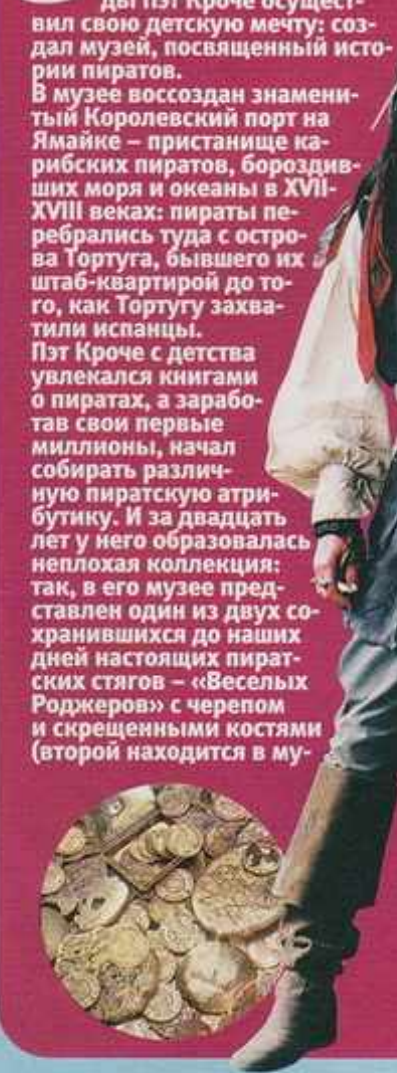 ды Пэт Кроче осущест-
вил свою детскую мечту: соз-
дал музей, посвященный исто-
рии пиратов.
В музее воссоздан знамени-
тый Королевский порт на
Ямайке – пристанище ка-
рибских пиратов, бороздив-
ших моря и океаны в XVII-
XVIII веках: пираты пе-
ребрались туда с остро-
ва Тортуга, бывшего их
штаб-квартирой до то-
го, как Тортугу захва-
тили испанцы.
Пэт Кроче с детства
увлекался книгами
о пиратах, а зарабо-
тав свои первые
миллионы, начал
собирать различ-
ную пиратскую атри-
бутику. И за двадцать
лет у него образовалась
неплохая коллекция:
так, в его музее пред-
ставлен один из двух со-
хранившихся до наших
дней настоящих пират-
ских стягов – «Веселых
Роджеров» с черепом
и скрещенными костями
(второй находится в му-